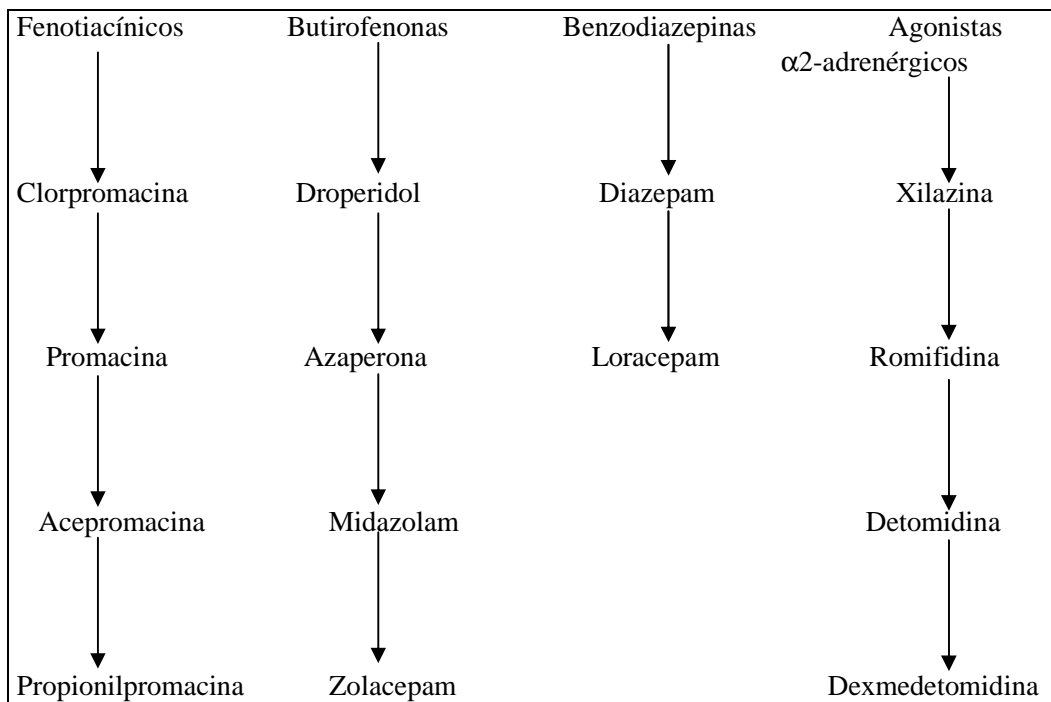 Fenotiacínicos Butirofenonas Benzodiazepinas Agonistas
α2-adrenérgicos
Clorpromacina Droperidol Diazepam Xilazina
Promacina Azaperona Loracepam Romifidina
Acepromacina Midazolam Detomidina
Propionilpromacina Zolacepam Dexmedetomidina